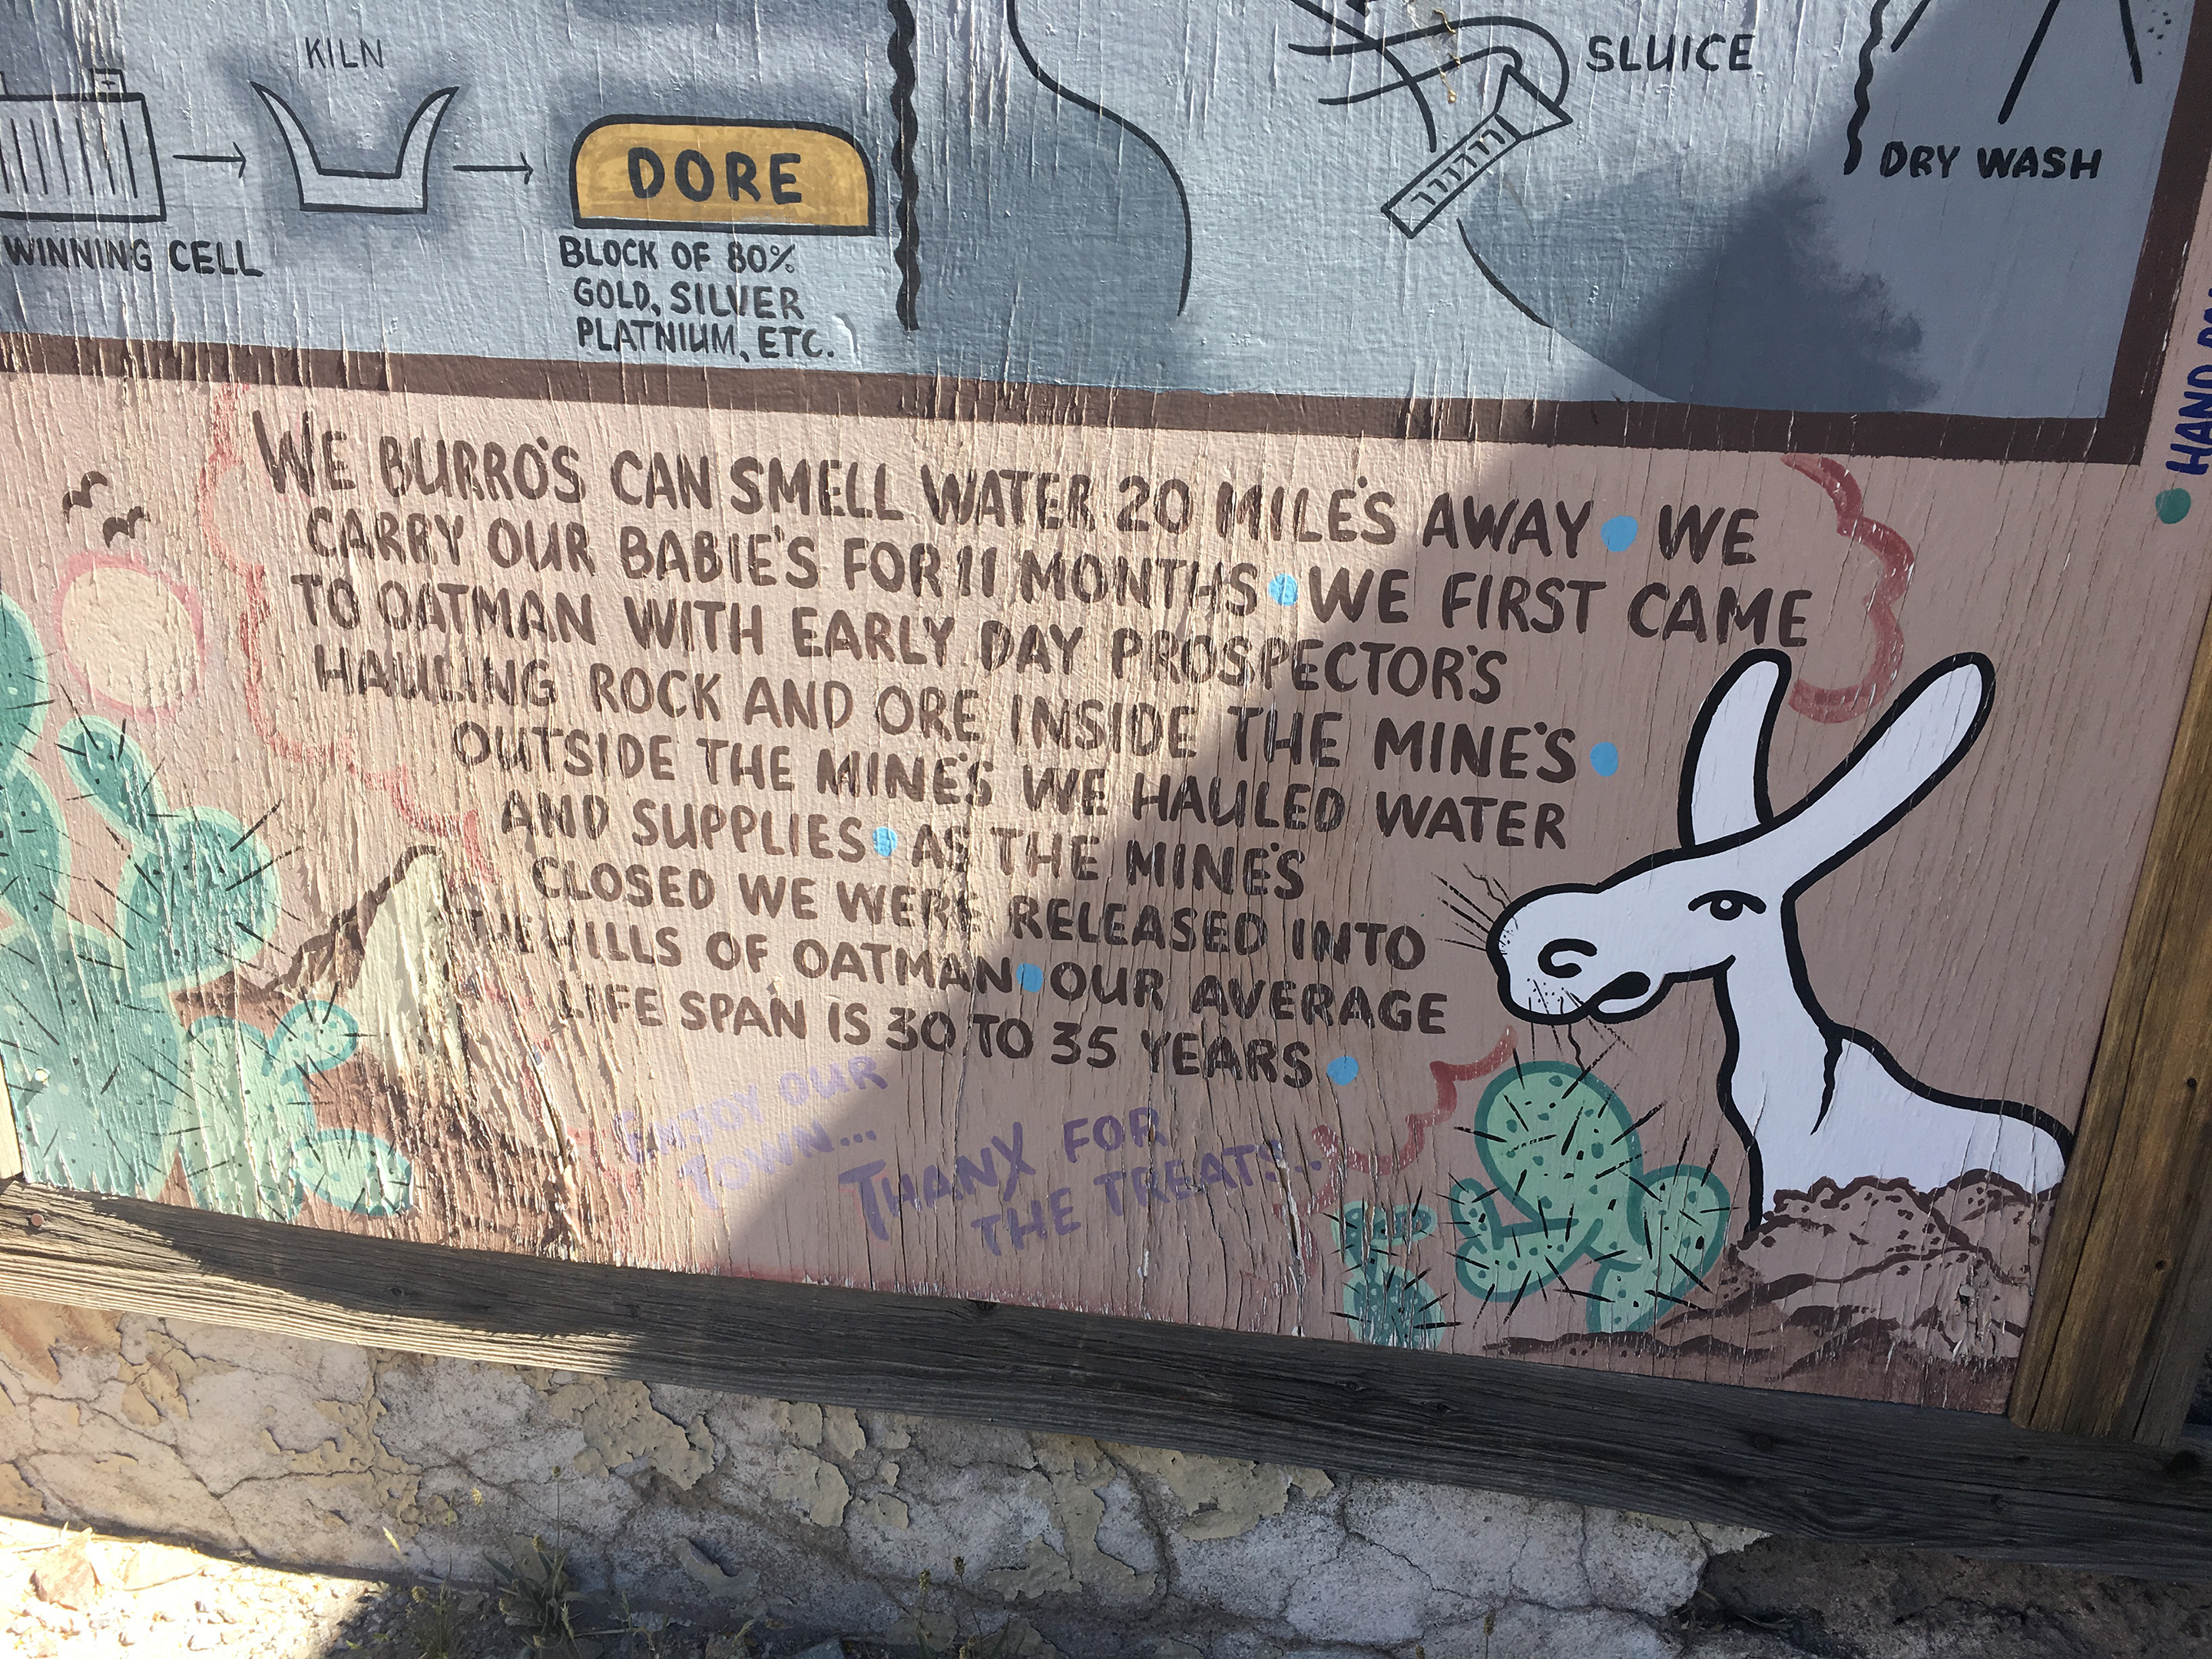 KILN
SLUICE
DORE
DRY WASH
WINNING CELL
BLOCK OF 80%
GOLD, SILVER
PLATNIUM, ETC.
HAND
WE BURRO'S CAN SMELL WATER 20 MILE'S AWAY • WE
CARRY OUR BABIE'S FOR 11 MONTHS • WE FIRST CAME
TO OATMAN WITH EARLY DAY PROSPECTOR'S
HAULING ROCK AND ORE INSIDE THE MINE'S •
OUTSIDE THE MINE'S WE HAULED WATER
AND SUPPLIES • AS THE MINE'S
CLOSED WE WERE RELEASED INTO
THE HILLS OF OATMAN • OUR AVERAGE
LIFE SPAN IS 30 TO 35 YEARS •
ENJOY OUR
TOWN...
THANX FOR
THE TREATS..